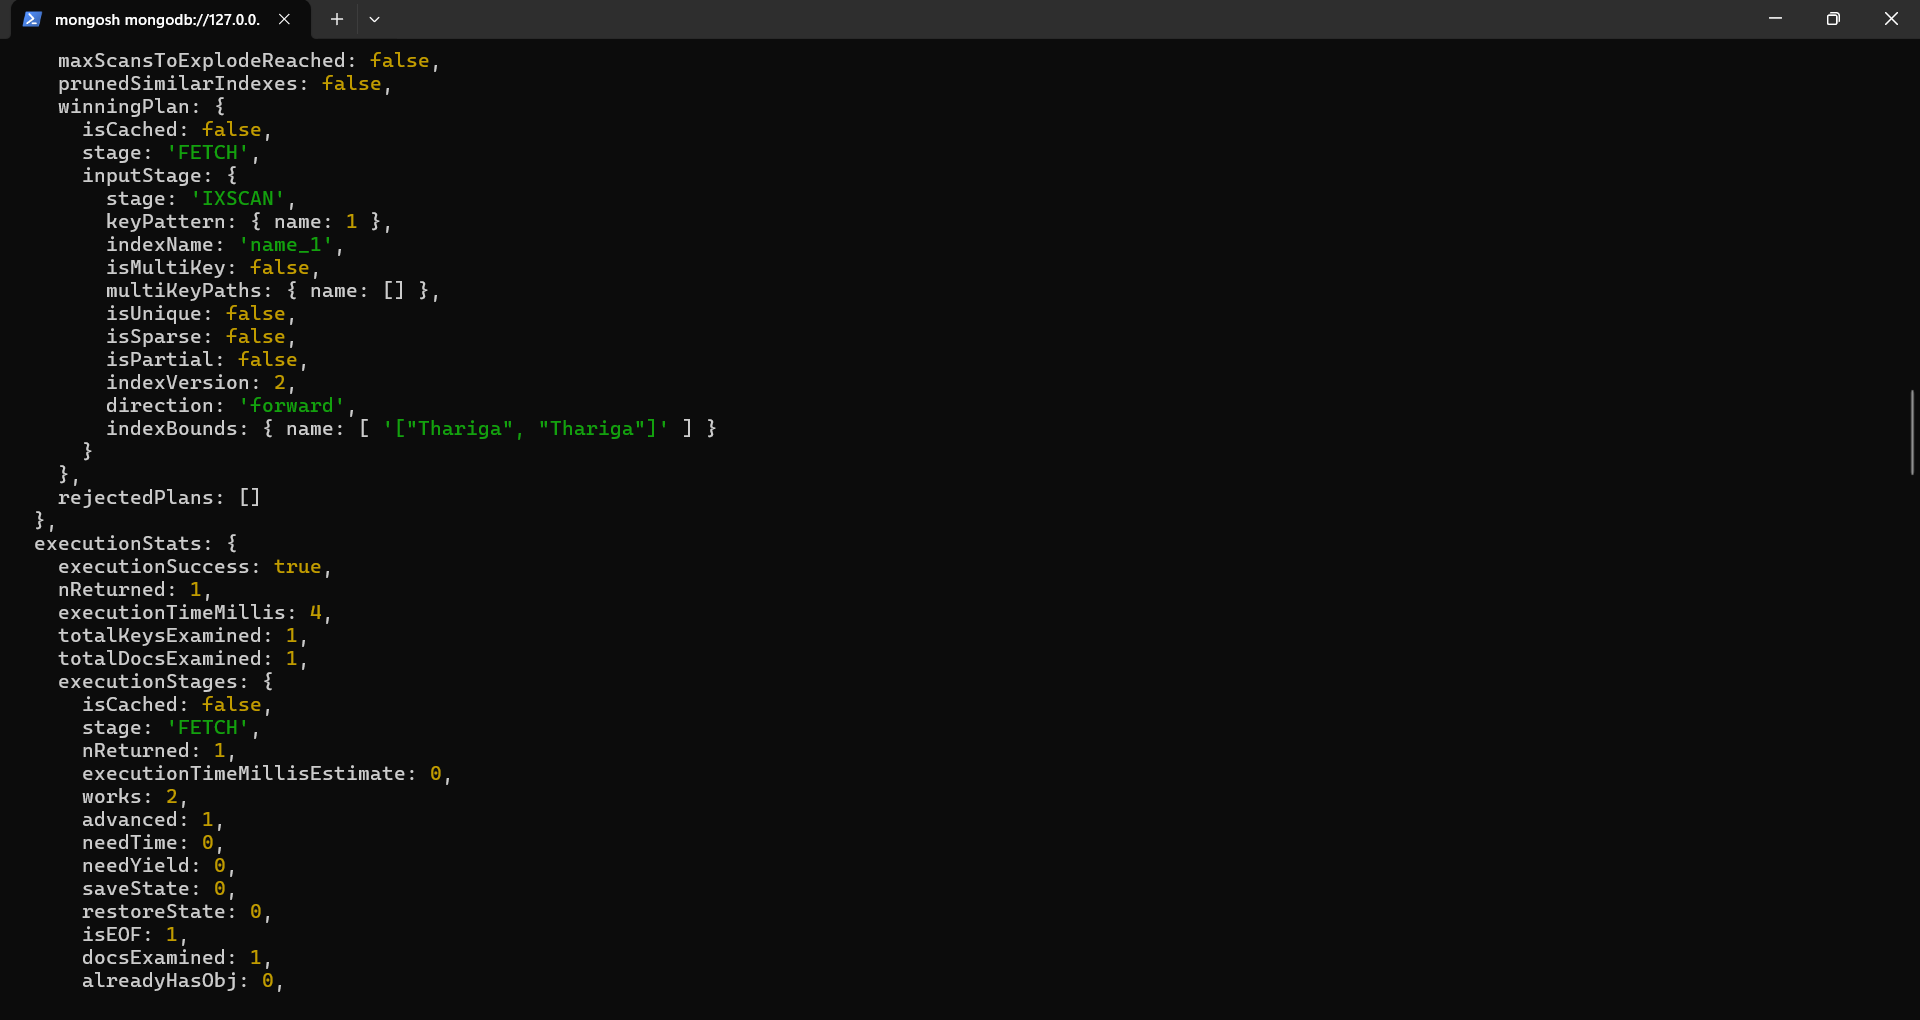 mongosh mongodb://127.0.0.
maxScansToExplodeReached: false,
prunedSimilarIndexes: false,
winningPlan: {
isCached: false,
stage: 'FETCH',
inputStage: {
stage: 'IXSCAN',
keyPattern: { name: 1 },
indexName: 'name_1',
isMultiKey: false,
multiKeyPaths: { name: [] },
isUnique: false,
isSparse: false,
isPartial: false,
indexVersion: 2,
direction: 'forward',
indexBounds: { name: [ '["Thariga", "Thariga"]' ] }
}
},
rejectedPlans: []
},
executionStats: {
executionSuccess: true,
nReturned: 1,
executionTimeMillis: 4,
totalKeysExamined: 1,
totalDocsExamined: 1,
executionStages: {
isCached: false,
stage: 'FETCH',
nReturned: 1,
executionTimeMillisEstimate: 0,
works: 2,
advanced: 1,
needTime: 0,
needYield: 0,
saveState: 0,
restoreState: 0,
isEOF: 1,
docsExamined: 1,
alreadyHasObj: 0,